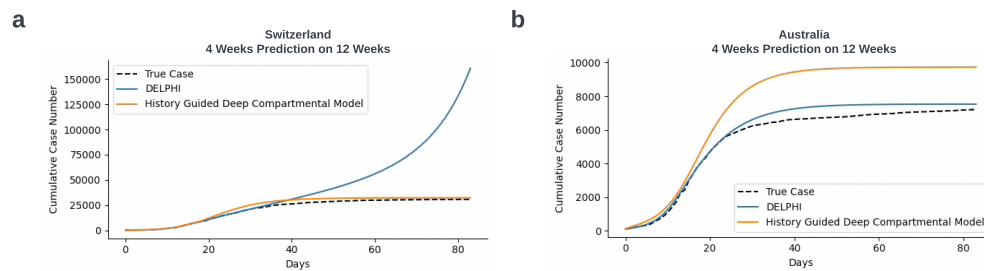 a
Switzerland
4 Weeks Prediction on 12 Weeks
Cumulative Case Number
150000
125000
100000
75000
50000
25000
0
True Case
DELPHI
History Guided Deep Compartmental Model
0 20 40 60 80
Days
b
Australia
4 Weeks Prediction on 12 Weeks
Cumulative Case Number
10000
8000
6000
4000
2000
0
True Case
DELPHI
History Guided Deep Compartmental Model
0 20 40 60 80
Days